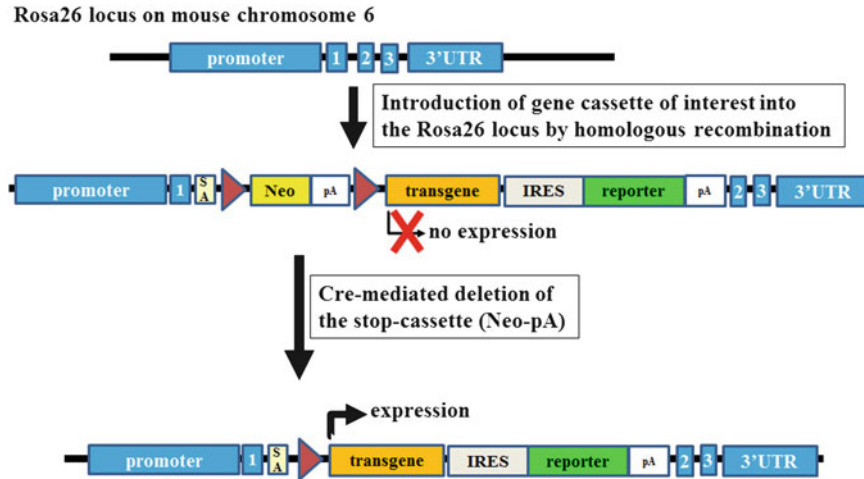 Rosa26 locus on mouse chromosome 6
promoter 1 2 3 3’UTR
Introduction of gene cassette of interest into
the Rosa26 locus by homologous recombination
promoter 1 SA Neo pA transgene IRES reporter pA 2 3 3’UTR
no expression
Cre-mediated deletion of
the stop-cassette (Neo-pA)
expression
promoter 1 SA transgene IRES reporter pA 2 3 3’UTR